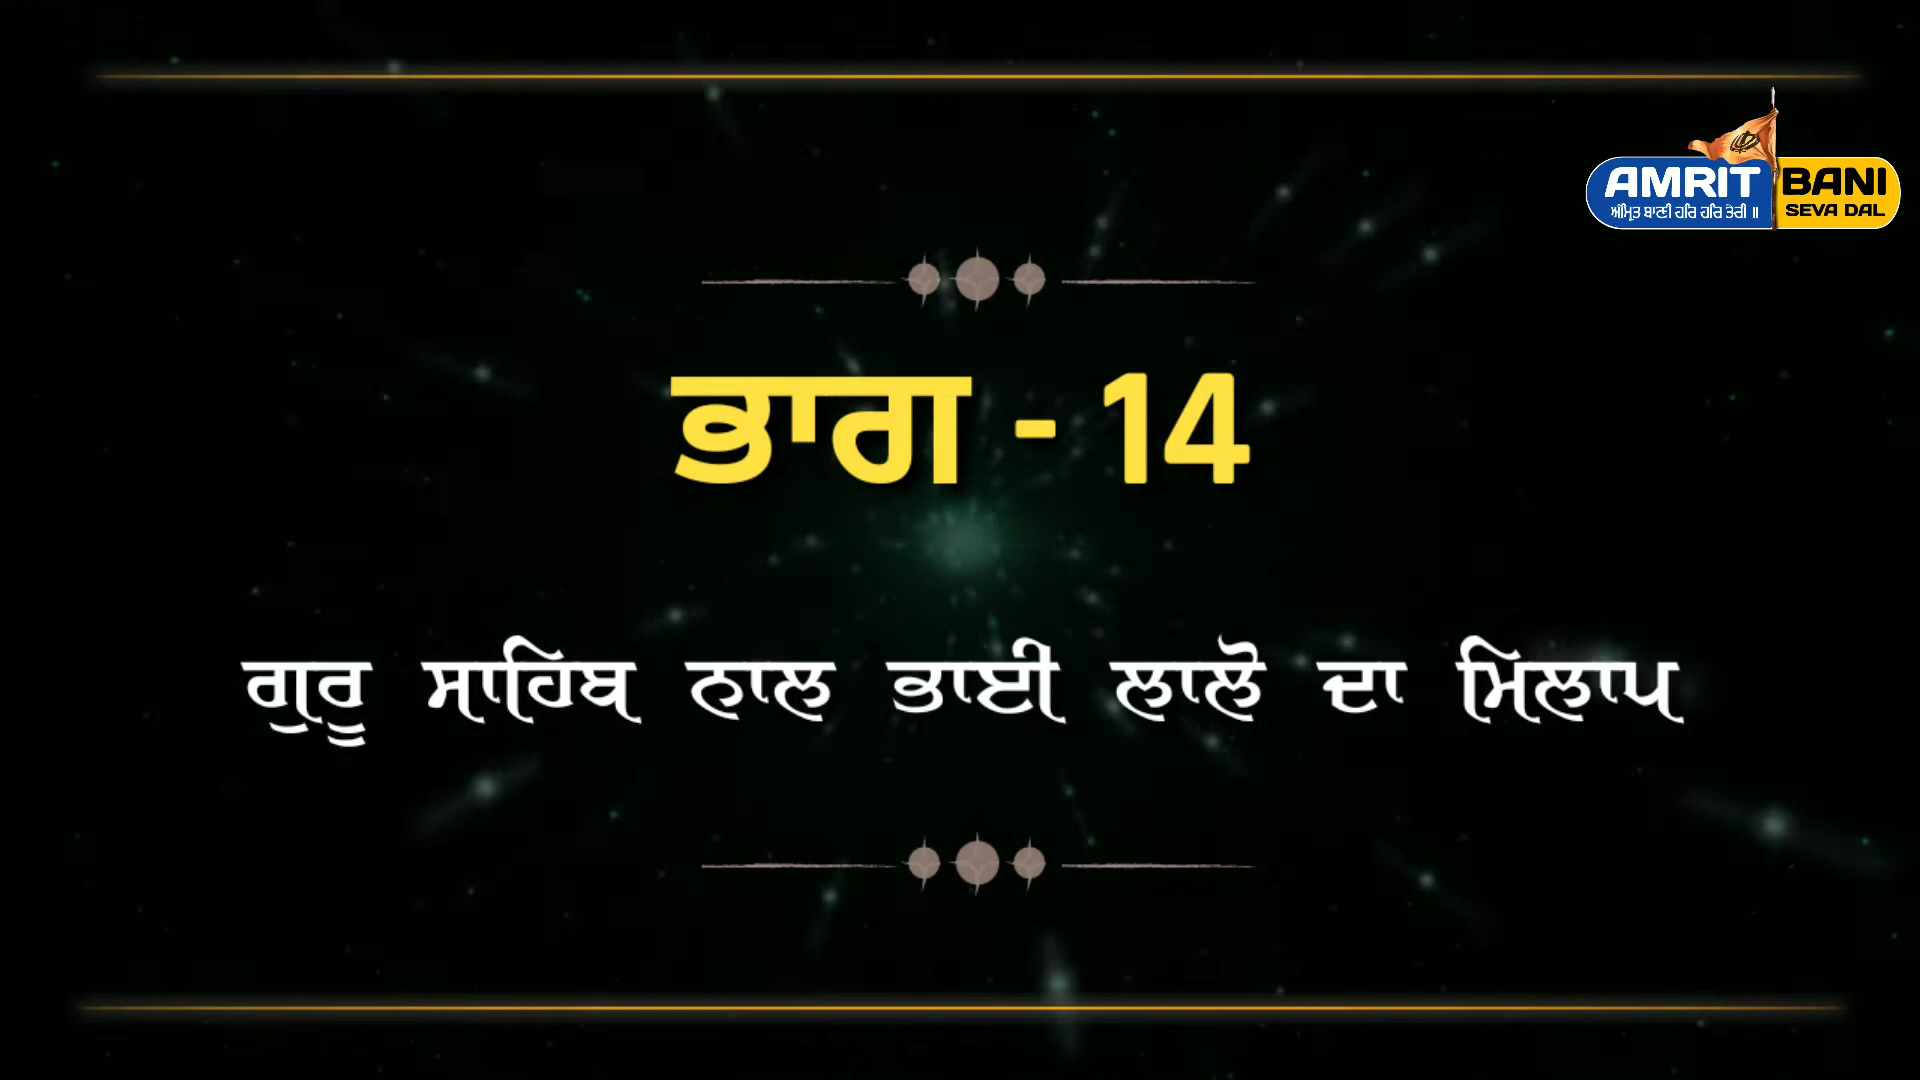 AMRIT BANI
ਅੰਮ੍ਰਿਤ ਬਾਣੀ ਹਰਿ ਹਰਿ ਤੇਰੀ ॥ SEVA DAL
ਭਾਗ - 14
ਗੁਰੂ ਸਾਹਿਬ ਨਾਲ ਭਾਈ ਲਾਲੋ ਦਾ ਮਿਲਾਪ